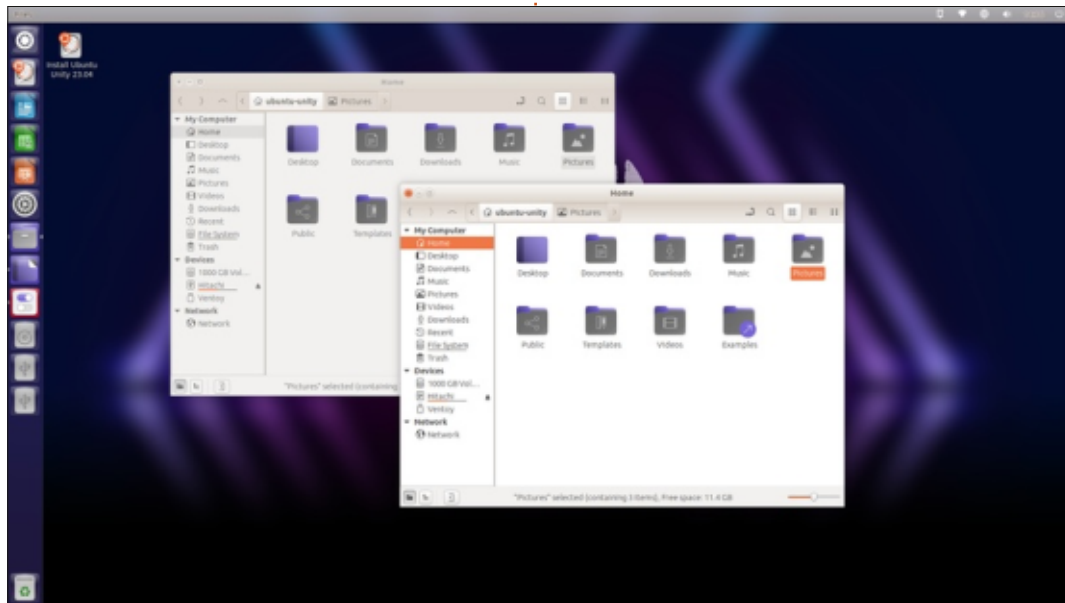 Install Ubuntu
Unity 23.04
Home
ubuntu-unity Pictures
My Computer
Home
Desktop
Documents
Music
Pictures
Videos
Downloads
Recent
File System
Trash
Devices
1000 GB Vol...
Hitachi
Ventoy
Network
Network
Desktop
Documents
Downloads
Music
Pictures
Public
Templates
"Pictures" selected (containing
Home
ubuntu-unity Pictures
My Computer
Home
Desktop
Documents
Music
Pictures
Videos
Downloads
Recent
File System
Trash
Devices
1000 GB Vol...
Hitachi
Ventoy
Network
Network
Desktop
Documents
Downloads
Music
Pictures
Public
Templates
Videos
Examples
"Pictures" selected (containing 3 items), Free space: 11.4 GB